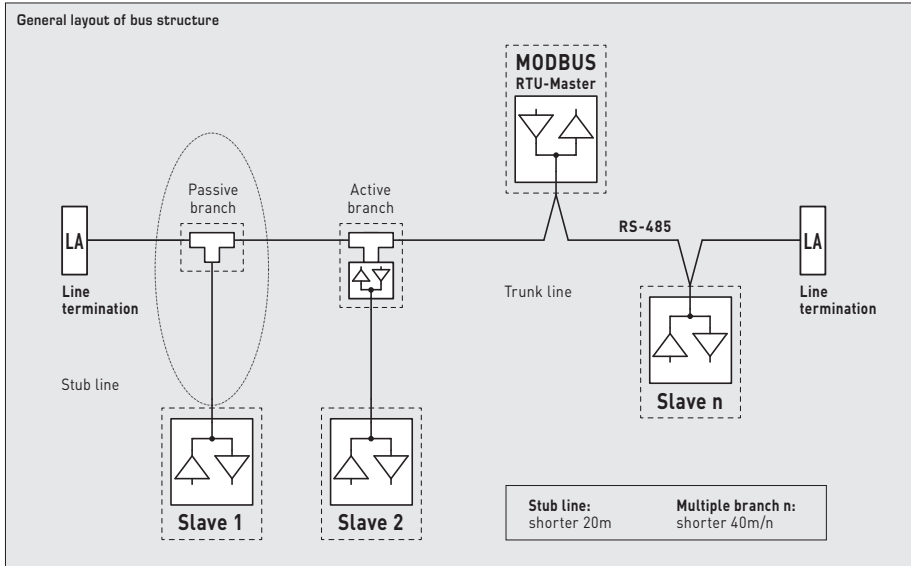 General layout of bus structure
MODBUS
RTU-Master
Passive
branch
Active
branch
LA
RS-485
LA
Line
termination
Trunk line
Line
termination
Stub line
Slave n
Slave 1
Slave 2
Stub line:
shorter 20m
Multiple branch n:
shorter 40m/n